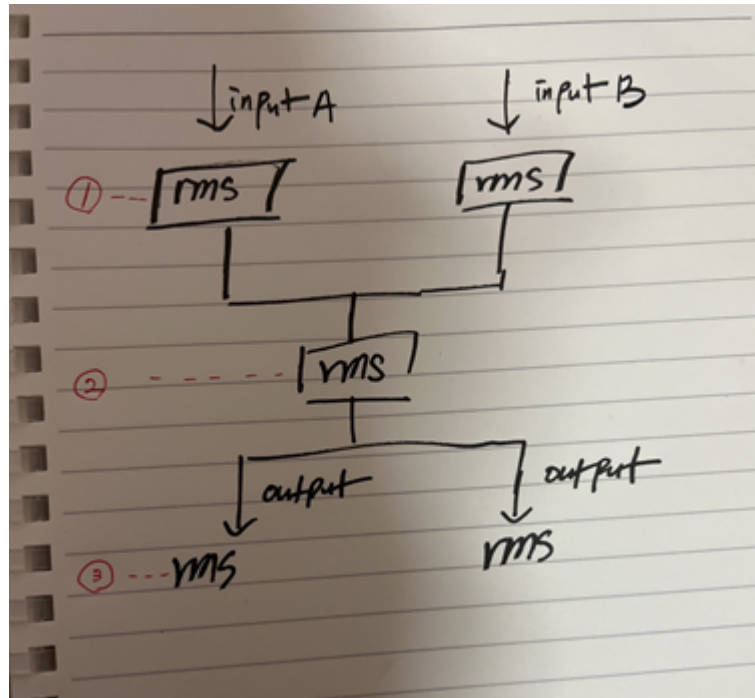 input A
input B
① rms
rms
② rms
output
output
③ rms
rms